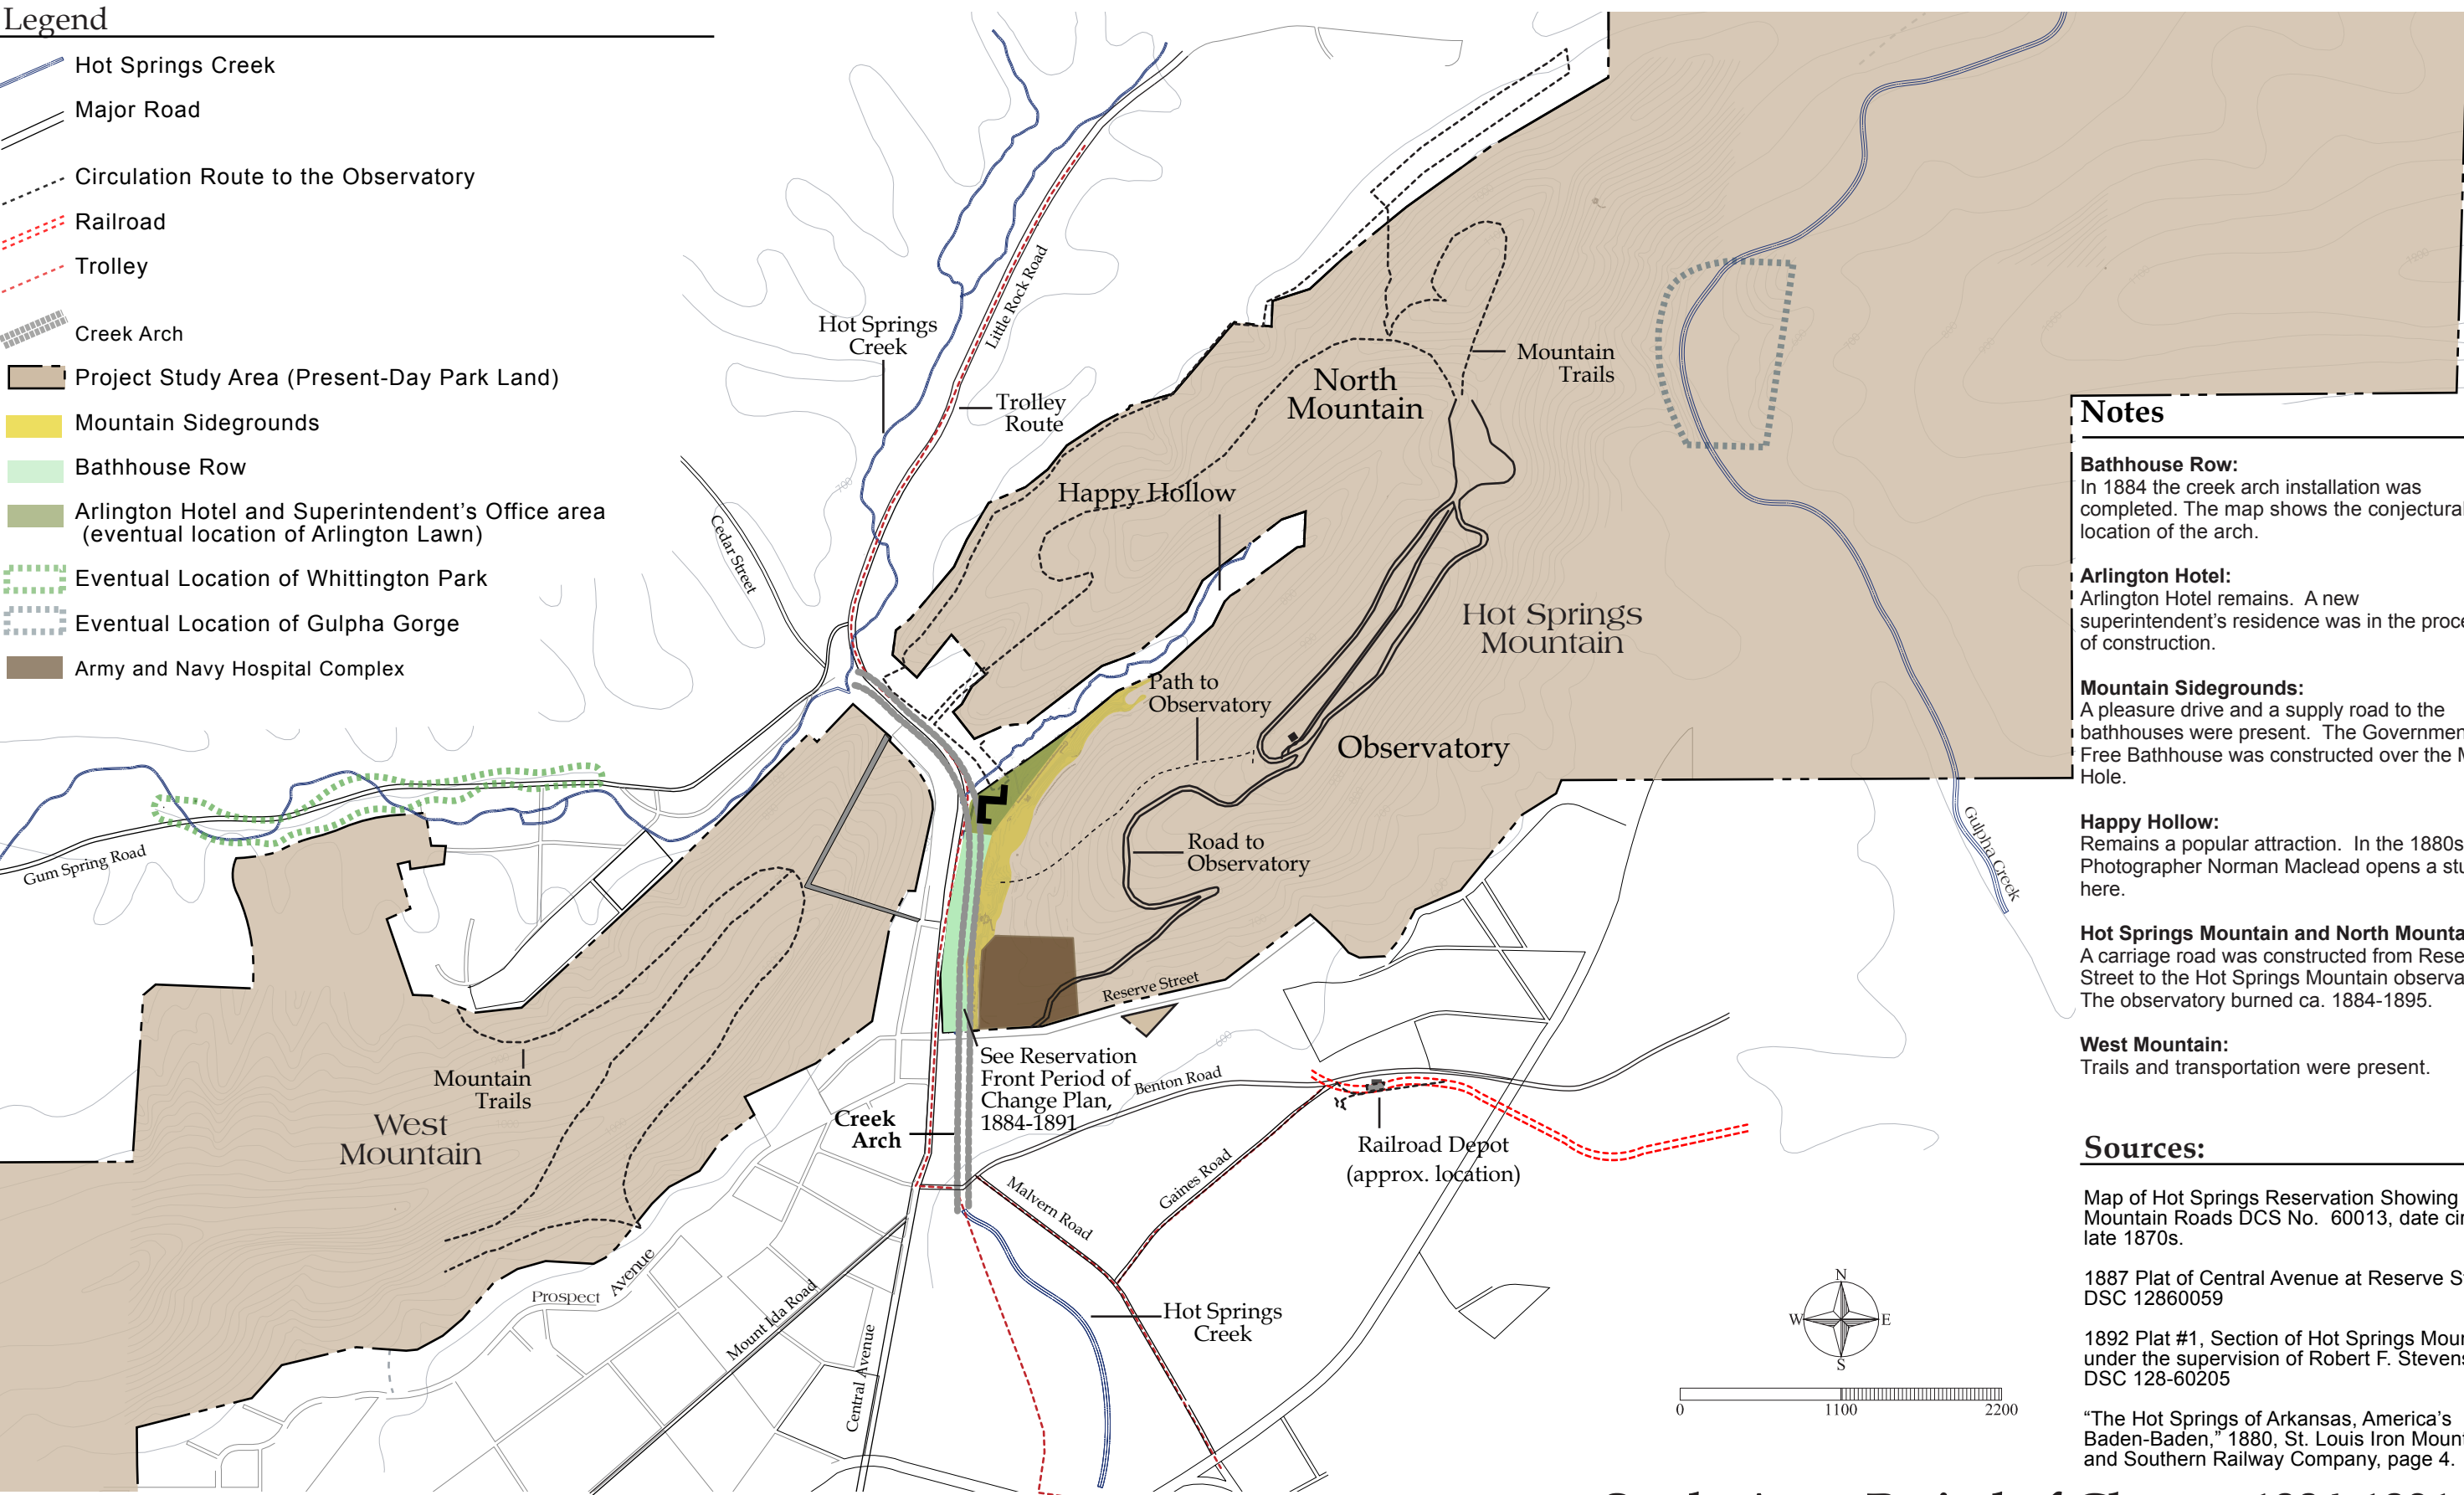 Legend
Hot Springs Creek
Major Road
Circulation Route to the Observatory
Railroad
Trolley
Creek Arch
Project Study Area (Present-Day Park Land)
Mountain Sidegrounds
Bathhouse Row
Arlington Hotel and Superintendent's Office area
(eventual location of Arlington Lawn)
Eventual Location of Whittington Park
Eventual Location of Gulpha Gorge
Army and Navy Hospital Complex
Hot Springs
Creek
Little Rock Road
Trolley
Route
Cedar Street
700
North
Mountain
Mountain
Trails
Happy Hollow
Hot Springs
Mountain
Path to
Observatory
Observatory
Road to
Observatory
Gum Spring Road
Gulpha Creek
Reserve Street
600
Mountain
Trails
West
Mountain
See Reservation
Front Period of
Change Plan,
1884-1891
Benton Road
Creek
Arch
Railroad Depot
(approx. location)
Malvern Road
Gaines Road
Prospect Avenue
Mount Ida Road
Central Avenue
Hot Springs
Creek
N
W E
S
0 1100 2200
Notes
Bathhouse Row:
In 1884 the creek arch installation was
completed. The map shows the conjectural
location of the arch.
Arlington Hotel:
Arlington Hotel remains. A new
superintendent's residence was in the proce
of construction.
Mountain Sidegrounds:
A pleasure drive and a supply road to the
bathhouses were present. The Governmen
Free Bathhouse was constructed over the M
Hole.
Happy Hollow:
Remains a popular attraction. In the 1880s
Photographer Norman Maclead opens a stu
here.
Hot Springs Mountain and North Mounta
A carriage road was constructed from Rese
Street to the Hot Springs Mountain observa
The observatory burned ca. 1884-1895.
West Mountain:
Trails and transportation were present.
Sources:
Map of Hot Springs Reservation Showing
Mountain Roads DCS No. 60013, date cir
late 1870s.
1887 Plat of Central Avenue at Reserve S
DSC 12860059
1892 Plat #1, Section of Hot Springs Moun
under the supervision of Robert F. Stevens
DSC 128-60205
“The Hot Springs of Arkansas, America's
Baden-Baden,” 1880, St. Louis Iron Mount
and Southern Railway Company, page 4.